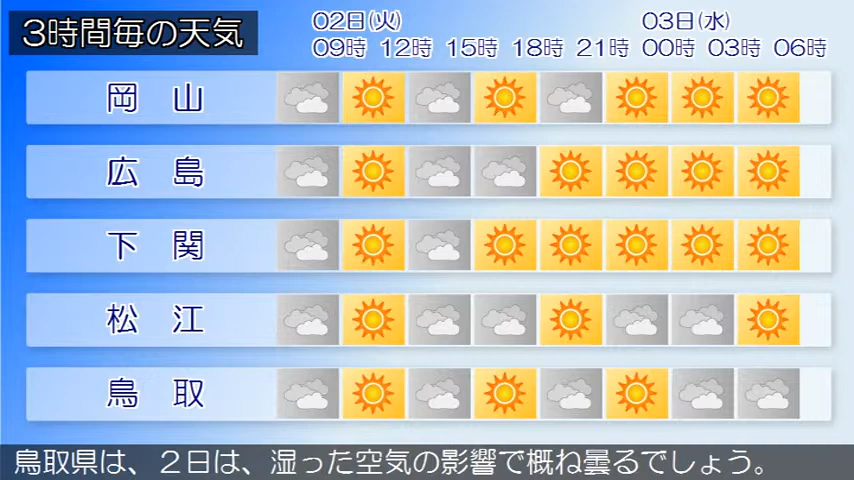 3時間毎の天気
02日(火) 03日(水)
09時 12時 15時 18時 21時 00時 03時 06時
岡 山
広 島
下 関
松 江
鳥 取
鳥取県は、２日は、湿った空気の影響で概ね曇るでしょう。